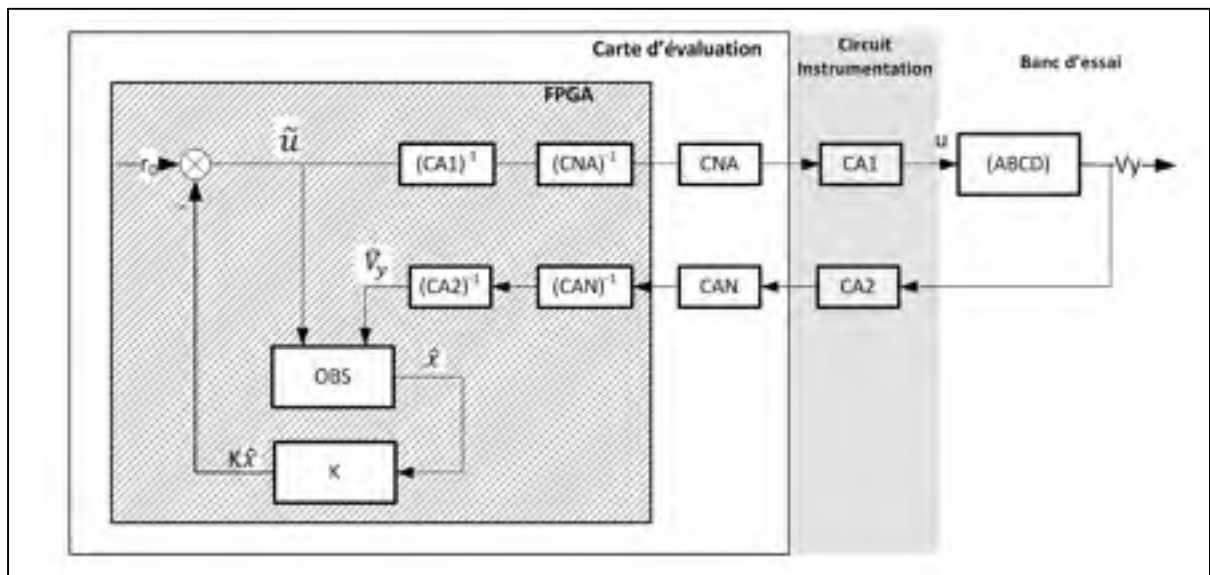 Carte d'évaluation
Circuit
Instrumentation
Banc d'essai
FPGA
r₀
-
ũ
(CA1)⁻¹
(CNA)⁻¹
CNA
CA1
u
(ABCD)
Vy
Ṽy
(CA2)⁻¹
(CAN)⁻¹
CAN
CA2
OBS
x̂
Kx̂
K